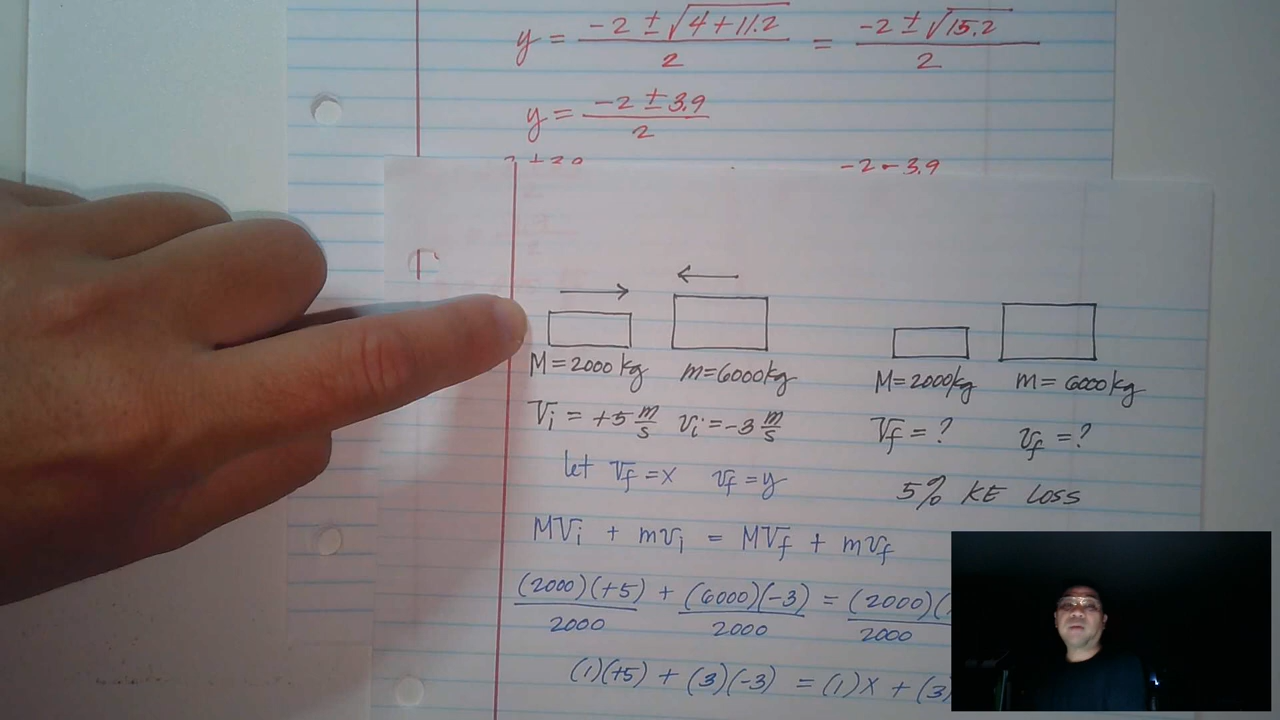 y = (-2 ± √(4 + 11.2))/2 = (-2 ± √15.2)/2
y = (-2 ± 3.9)/2
-2 - 3.9
M = 2000 kg m = 6000 kg M = 2000 kg m = 6000 kg
Vi = +5 m/s vi = -3 m/s Vf = ? vf = ?
let Vf = x vf = y
5% KE LOSS
MVi + mvi = MVf + mvf
(2000)(+5)/2000 + (6000)(-3)/2000 = (2000)(/2000
(1)(+5) + (3)(-3) = (1)x + (3)